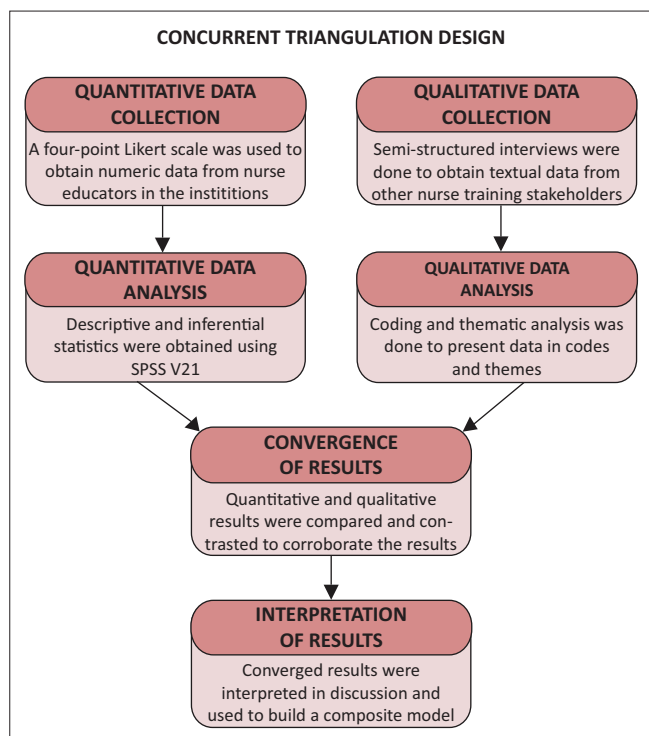 CONCURRENT TRIANGULATION DESIGN
QUANTITATIVE DATA
COLLECTION
A four-point Likert scale was used to
obtain numeric data from nurse
educators in the instititions
QUALITATIVE DATA
COLLECTION
Semi-structured interviews were
done to obtain textual data from
other nurse training stakeholders
QUANTITATIVE DATA
ANALYSIS
Descriptive and inferential
statistics were obtained using
SPSS V21
QUALITATIVE DATA
ANALYSIS
Coding and thematic analysis was
done to present data in codes
and themes
CONVERGENCE
OF RESULTS
Quantitative and qualitative
results were compared and con-
trasted to corroborate the results
INTERPRETATION
OF RESULTS
Converged results were
interpreted in discussion and
used to build a composite model